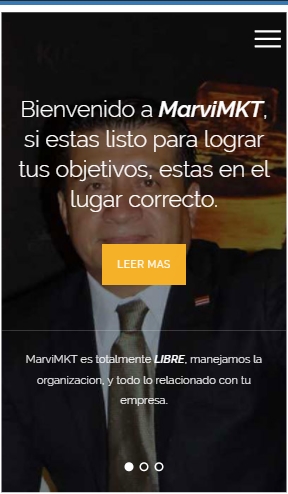 Bienvenido a MarviMKT,
si estas listo para lograr
tus objetivos, estas en el
lugar correcto.
LEER MAS
MarviMKT es totalmente LIBRE, manejamos la
organizacion, y todo lo relacionado con tu
empresa.